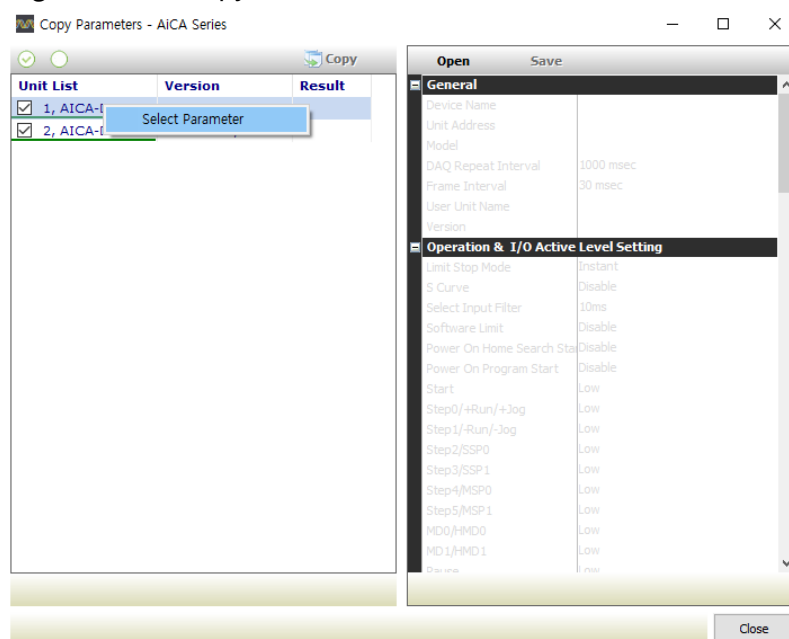 Copy Parameters - AiCA Series
Copy
Unit List Version Result
1, AICA-
Select Parameter
2, AICA-
Open Save
General
Device Name
Unit Address
Model
DAQ Repeat Interval 1000 msec
Frame Interval 30 msec
User Unit Name
Version
Operation & I/O Active Level Setting
Limit Stop Mode Instant
S Curve Disable
Select Input Filter 10ms
Software Limit Disable
Power On Home Search Sta Disable
Power On Program Start Disable
Start Low
Step0/+Run/+Jog Low
Step1/-Run/-Jog Low
Step2/SSP0 Low
Step3/SSP1 Low
Step4/MSP0 Low
Step5/MSP1 Low
MD0/HMD0 Low
MD1/HMD1 Low
Pause Low
Close